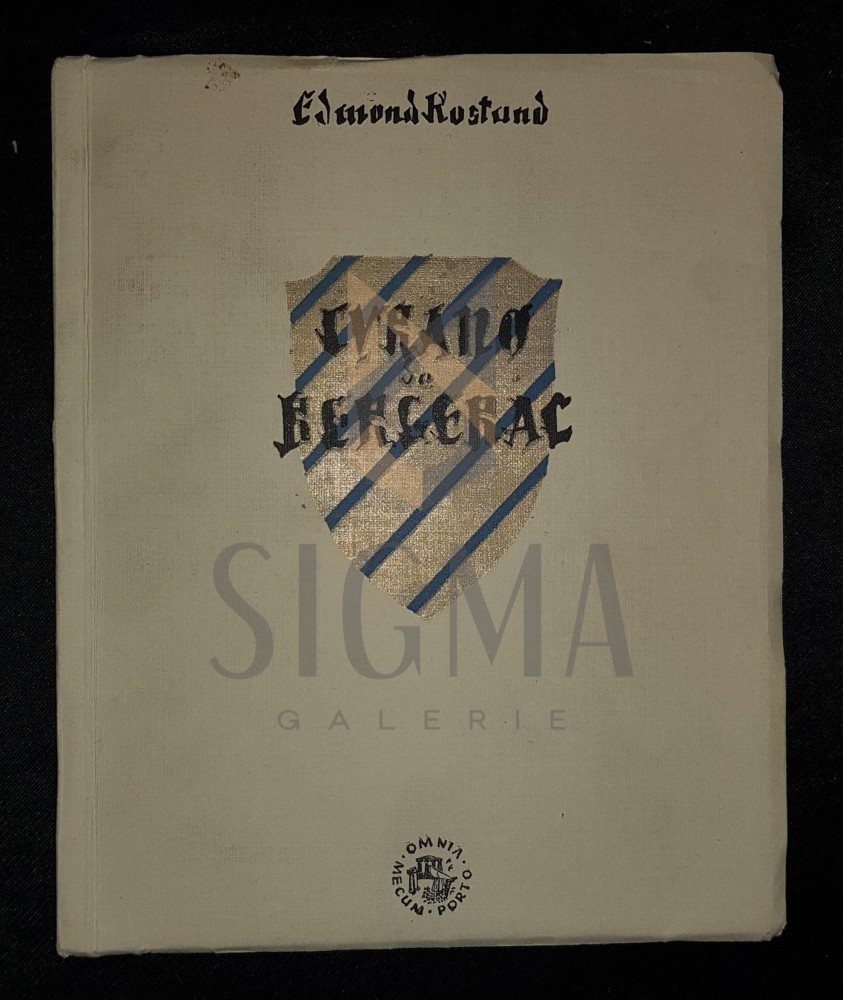 Edmond Rostand
CYRANO
de
BERGERAC
SIGMA
GALERIE
OMNIA · MECUM · PORTO ·